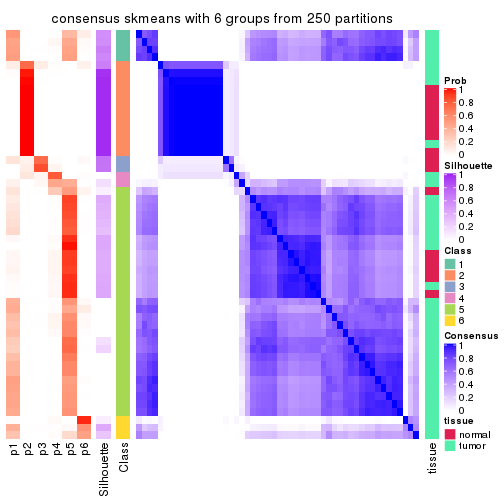 consensus skmeans with 6 groups from 250 partitions
Prob
1
0.8
0.6
0.4
0.2
0
Silhouette
1
0.8
0.6
0.4
0.2
0
Class
1
2
3
4
5
6
Consensus
1
0.8
0.6
0.4
0.2
0
tissue
normal
tumor
p1
p2
p3
p4
p5
p6
Silhouette
Class
tissue